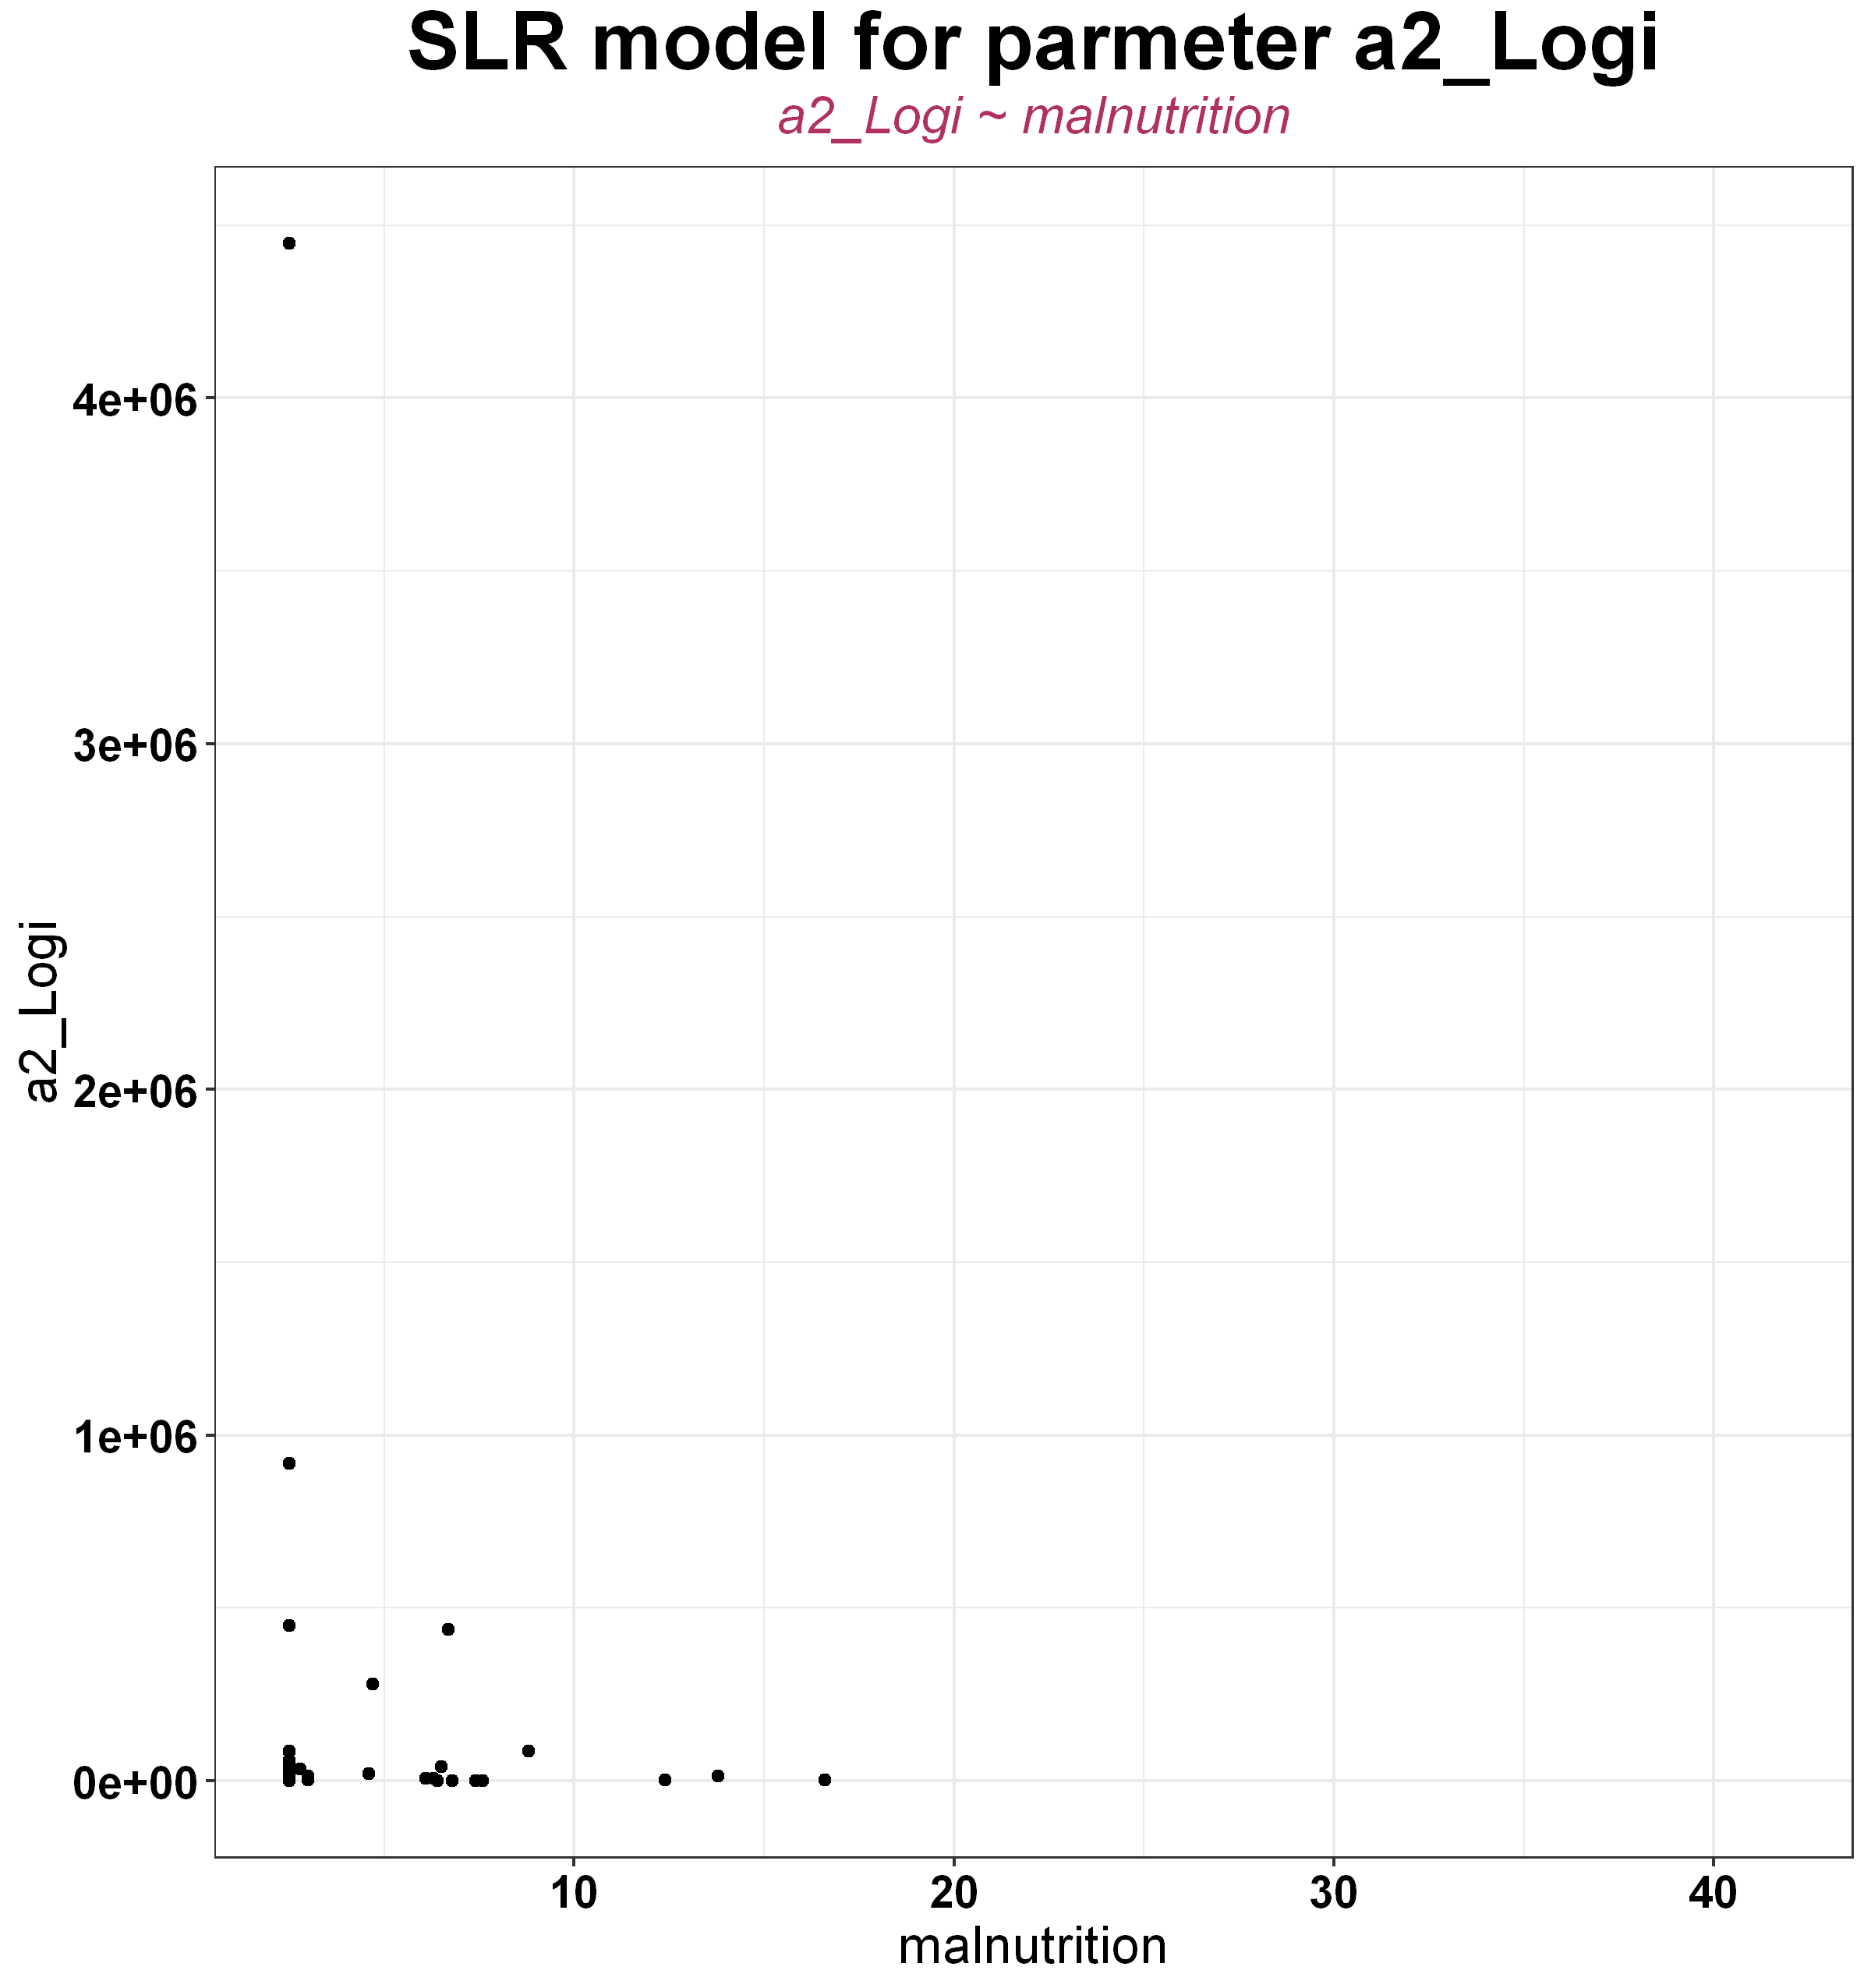 SLR model for parmeter a2_Logi
a2_Logi ~ malnutrition
4e+06
3e+06
2e+06
1e+06
0e+00
a2_Logi
10 20 30 40
malnutrition